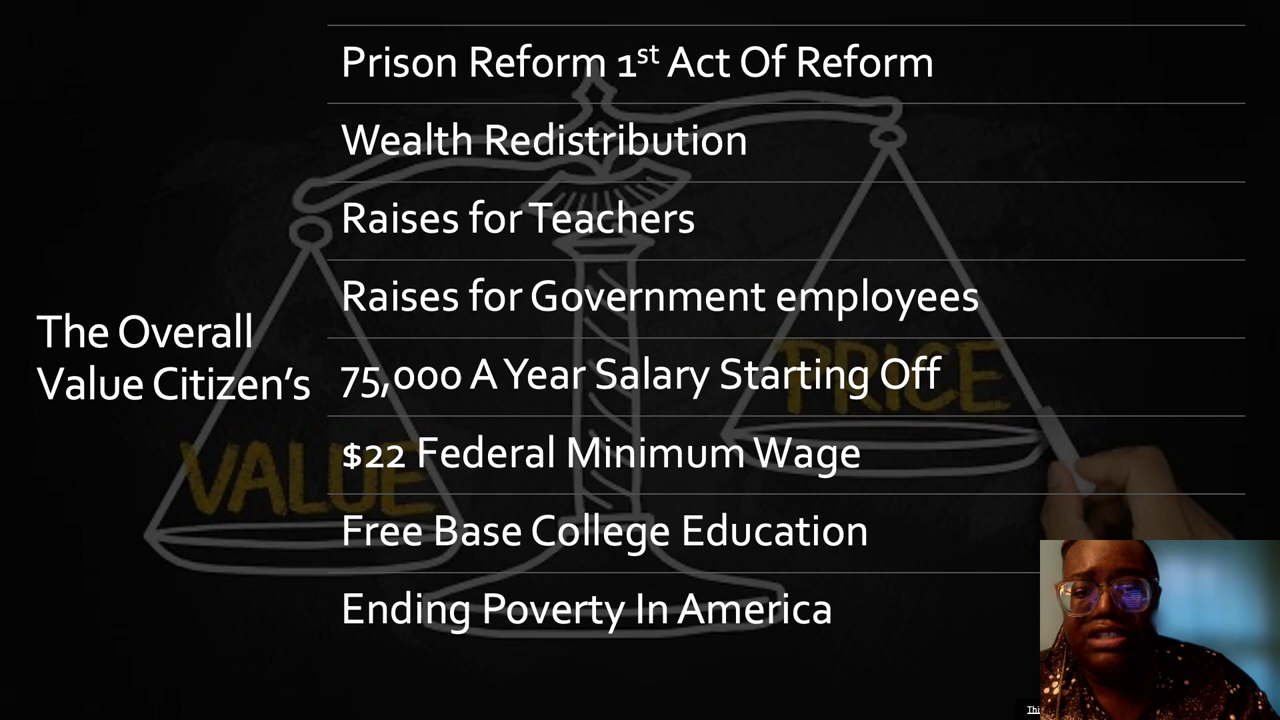 Prison Reform 1st Act Of Reform
Wealth Redistribution
Raises for Teachers
Raises for Government employees
The Overall
Value Citizen's
75,000 A Year Salary Starting Off
$22 Federal Minimum Wage
Free Base College Education
Ending Poverty In America
PRICE
VALUE
Thi